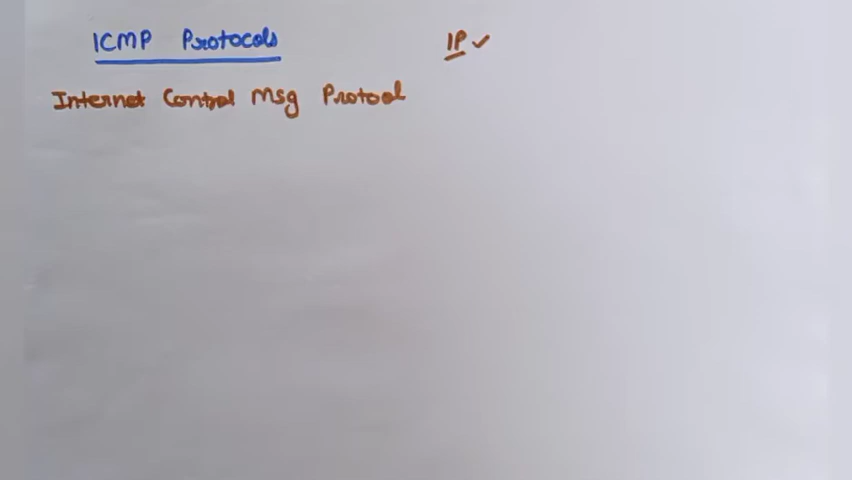 ICMP Protocols
IP ✓
Internet Control Msg Protocol